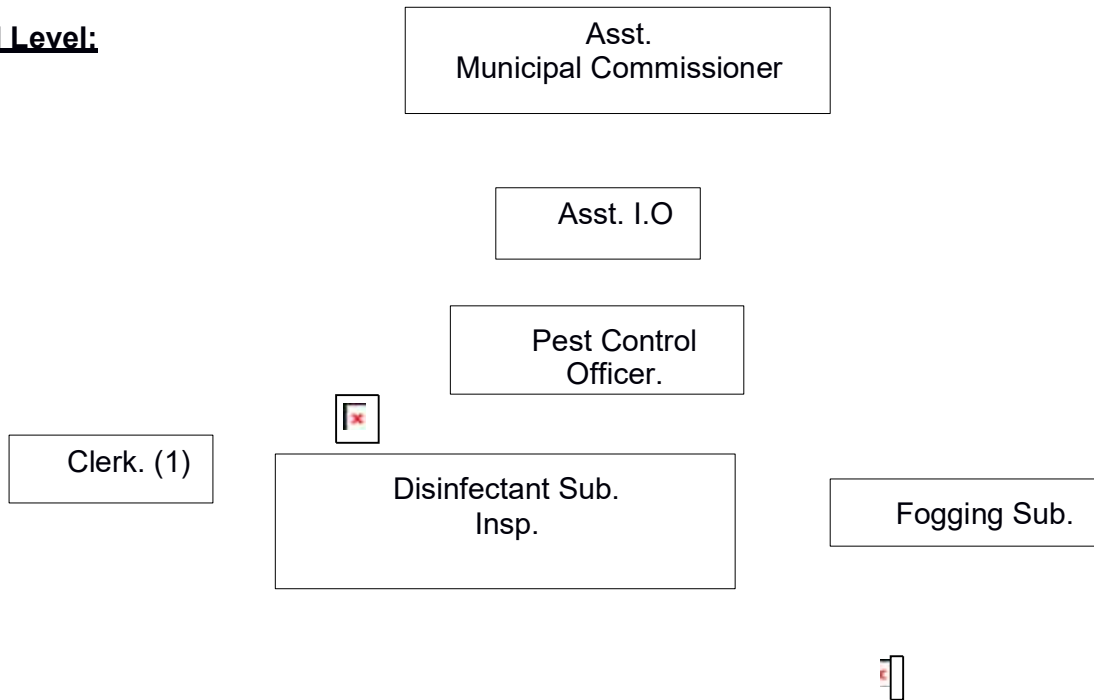 Level:
Asst.
Municipal Commissioner
Asst. I.O
Pest Control
Officer.
Clerk. (1)
Disinfectant Sub.
Insp.
Fogging Sub.